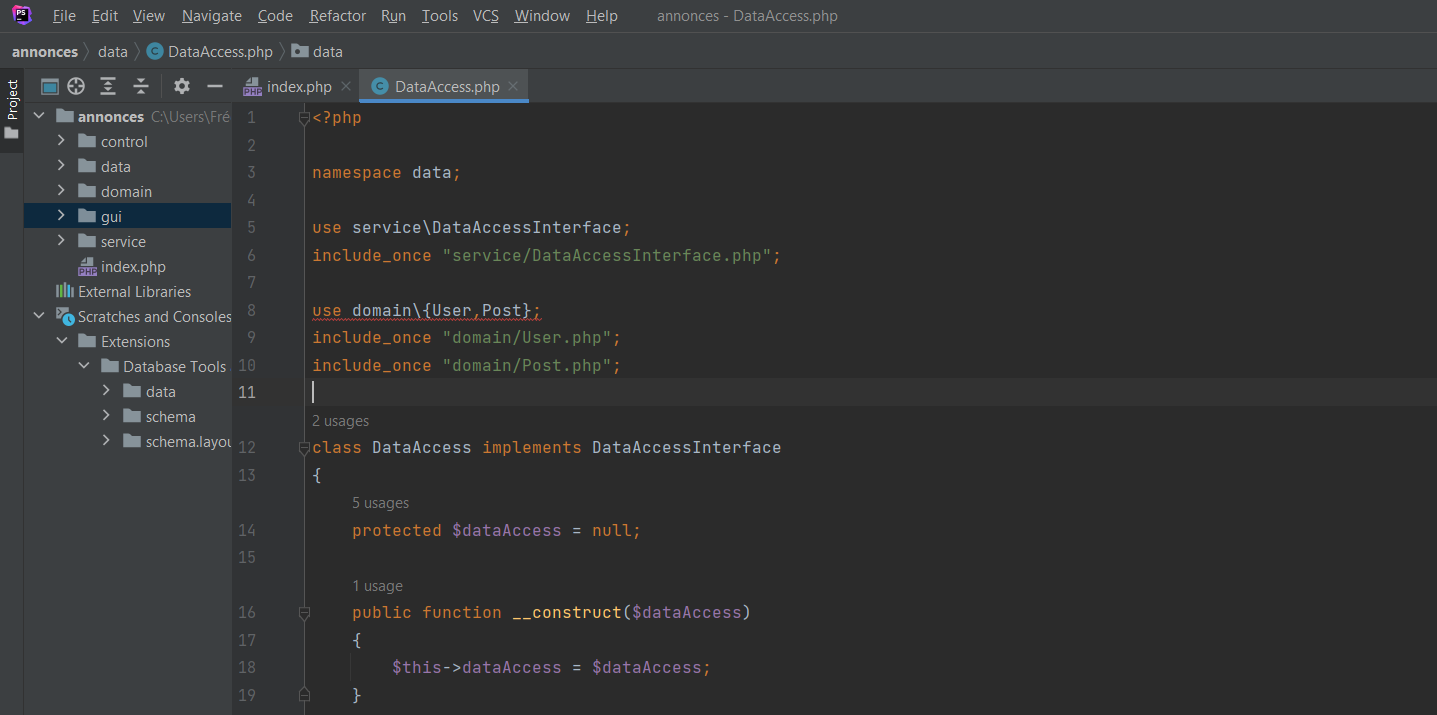 PS File Edit View Navigate Code Refactor Run Tools VCS Window Help annonces - DataAccess.php
annonces data C DataAccess.php data
Project
PHP index.php C DataAccess.php
annonces C:\Users\Fré
control
data
domain
gui
service
PHP index.php
External Libraries
Scratches and Consoles
Extensions
Database Tools
data
schema
schema.layou
1 <?php
2
3 namespace data;
4
5 use service\DataAccessInterface;
6 include_once "service/DataAccessInterface.php";
7
8 use domain\{User,Post};
9 include_once "domain/User.php";
10 include_once "domain/Post.php";
11
2 usages
12 class DataAccess implements DataAccessInterface
13 {
5 usages
14 protected $dataAccess = null;
15
1 usage
16 public function __construct($dataAccess)
17 {
18 $this->dataAccess = $dataAccess;
19 }